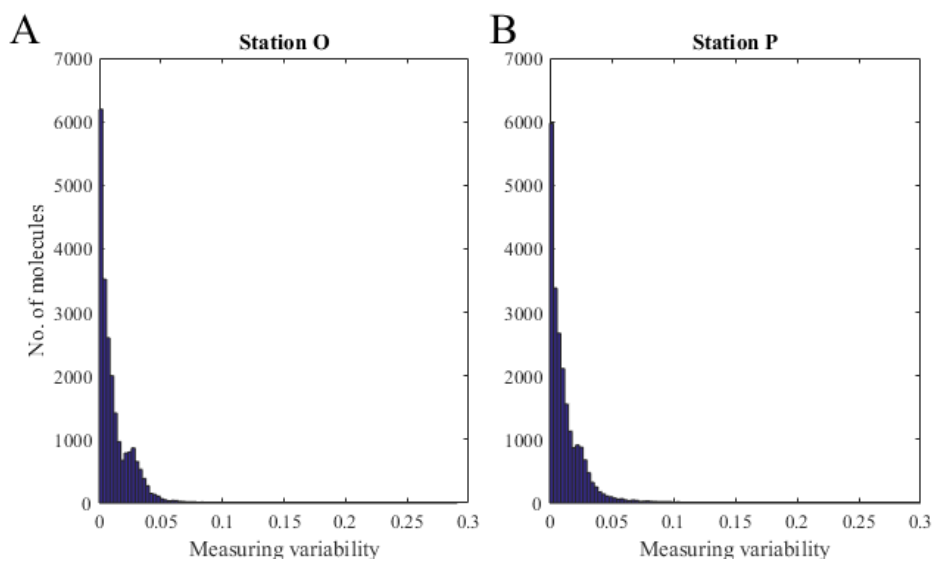 A
Station O
7000
6000
5000
4000
3000
2000
1000
0
No. of molecules
0 0.05 0.1 0.15 0.2 0.25 0.3
Measuring variability
B
Station P
7000
6000
5000
4000
3000
2000
1000
0
0 0.05 0.1 0.15 0.2 0.25 0.3
Measuring variability